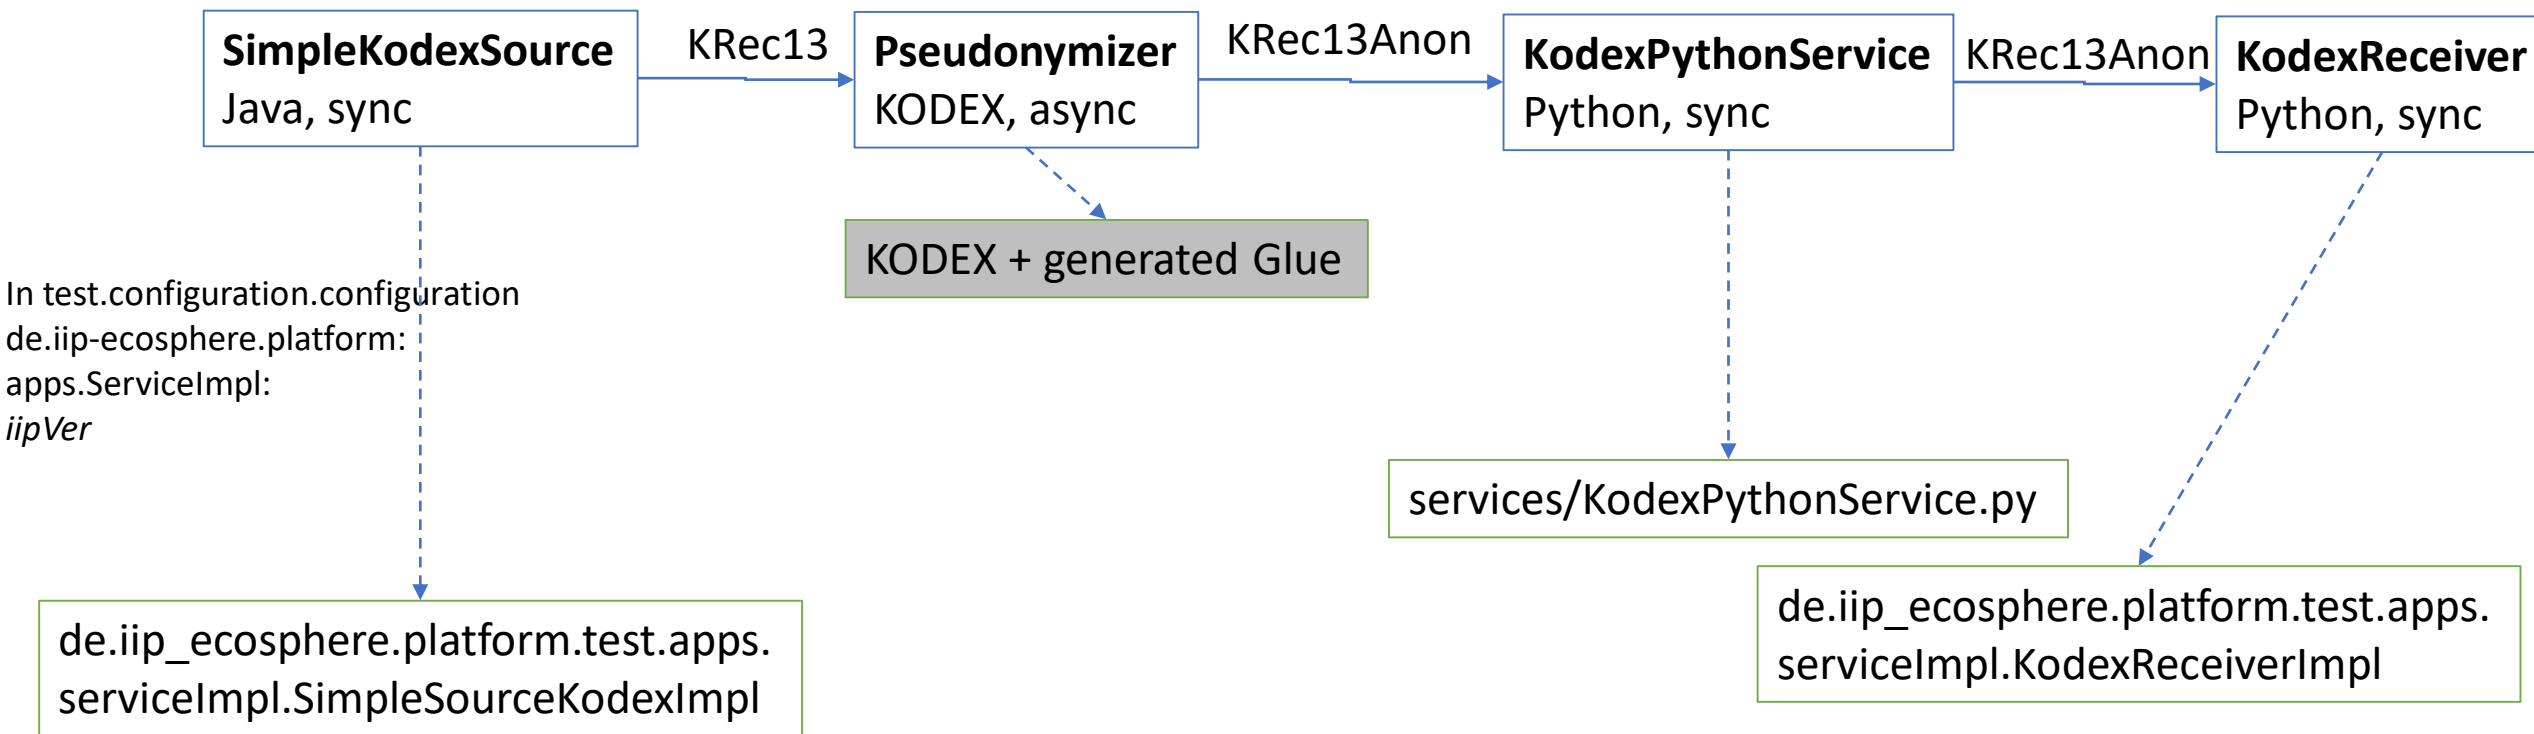 SimpleKodexSource
Java, sync
KRec13
Pseudonymizer
KODEX, async
KRec13Anon
KodexPythonService
Python, sync
KRec13Anon
KodexReceiver
Python, sync
KODEX + generated Glue
In test.configuration.configuration
de.iip-ecosphere.platform:
apps.ServiceImpl:
iipVer
services/KodexPythonService.py
de.iip_ecosphere.platform.test.apps.
serviceImpl.SimpleSourceKodexImpl
de.iip_ecosphere.platform.test.apps.
serviceImpl.KodexReceiverImpl